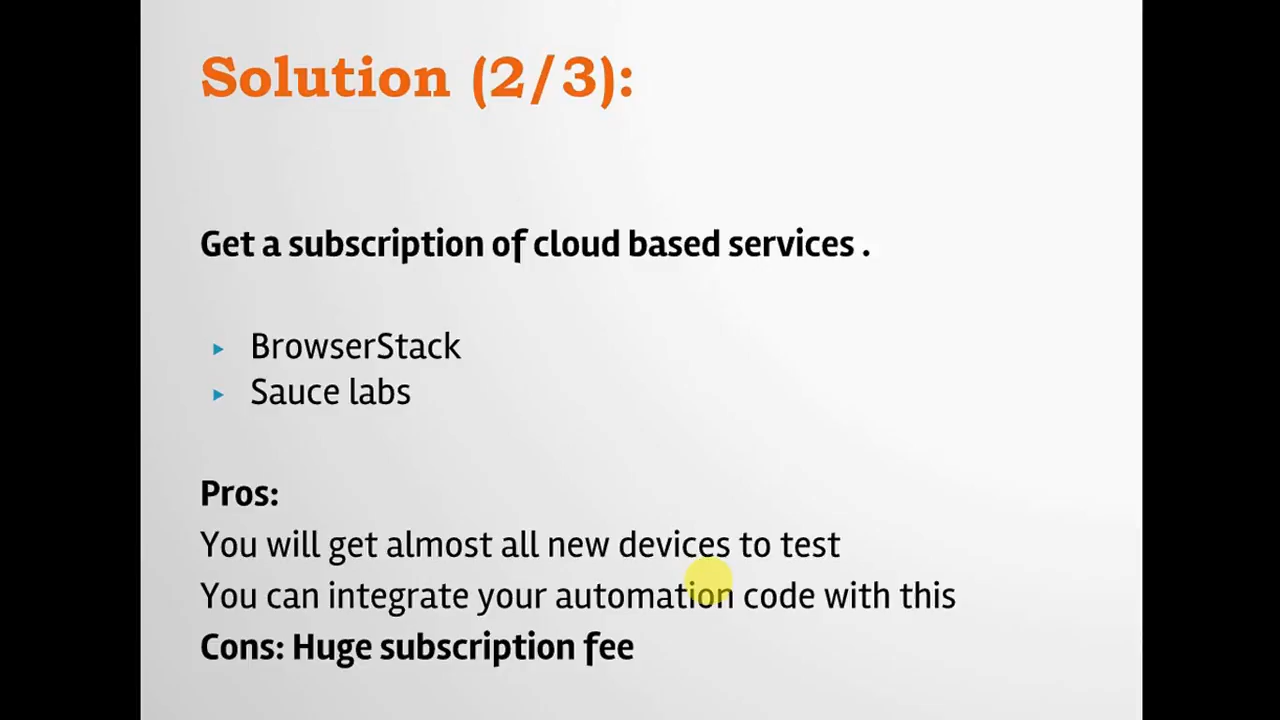 Solution (2/3):
Get a subscription of cloud based services .
BrowserStack
Sauce labs
Pros:
You will get almost all new devices to test
You can integrate your automation code with this
Cons: Huge subscription fee